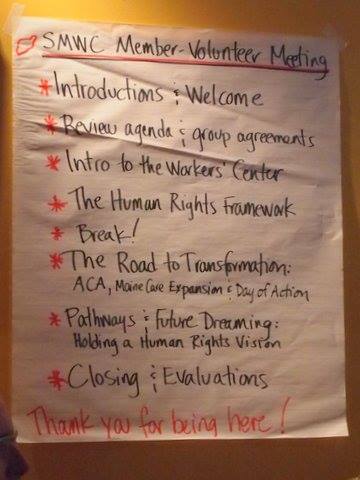 SMWC Member-Volunteer Meeting
* Introductions & Welcome
* Review agenda & group agreements
* Intro to the Workers' Center
* The Human Rights Framework
* Break!
* The Road to Transformation:
ACA, Maine Care Expansion & Day of Action
* Pathways & Future Dreaming:
Holding a Human Rights Vision
* Closing & Evaluations
Thank you for being here!